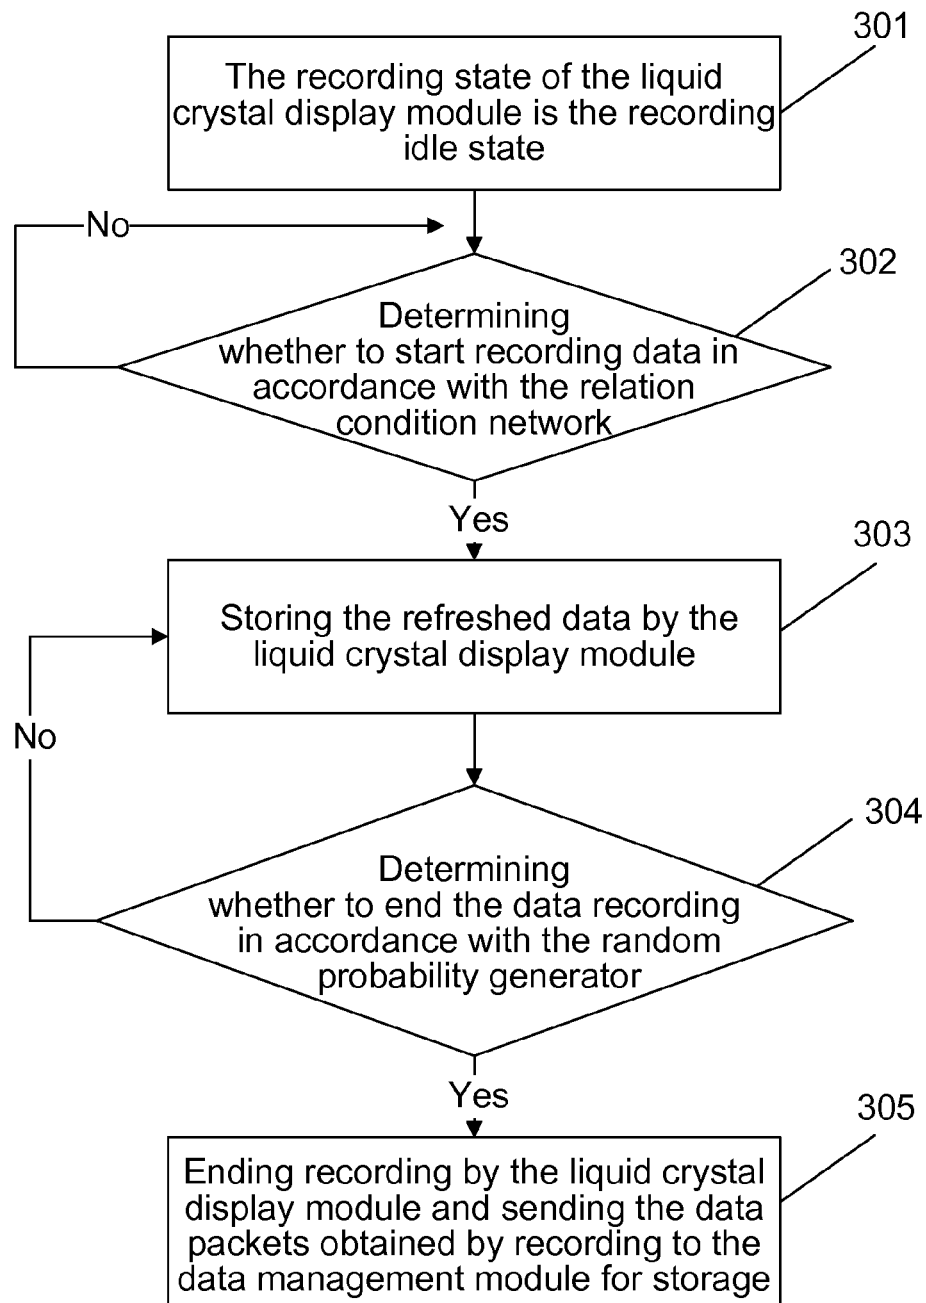 301
The recording state of the liquid
crystal display module is the recording
idle state
No
302
Determining
whether to start recording data in
accordance with the relation
condition network
Yes
303
Storing the refreshed data by the
liquid crystal display module
No
304
Determining
whether to end the data recording
in accordance with the random
probability generator
Yes
305
Ending recording by the liquid crystal
display module and sending the data
packets obtained by recording to the
data management module for storage